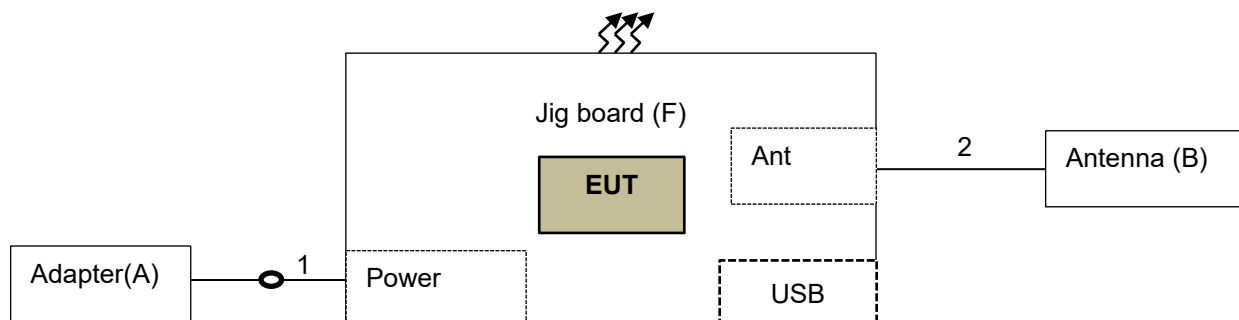 Jig board (F)
Ant
2
Antenna (B)
EUT
Adapter(A)
1
Power
USB